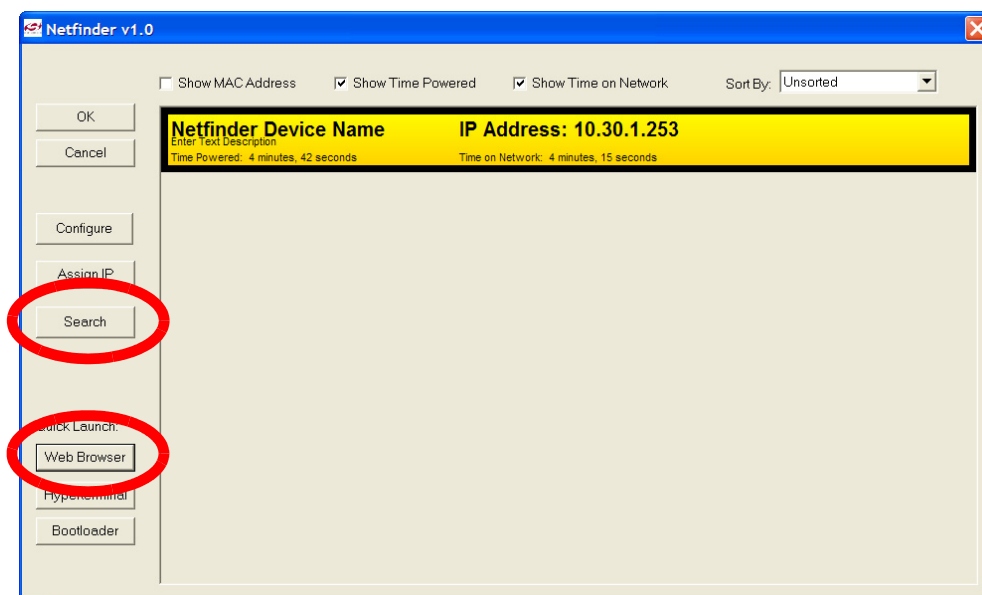 Netfinder v1.0
Show MAC Address Show Time Powered Show Time on Network Sort By: Unsorted
OK
Cancel
Configure
Assign IP
Search
Quick Launch:
Web Browser
HyperTerminal
Bootloader
Netfinder Device Name IP Address: 10.30.1.253
Enter Text Description
Time Powered: 4 minutes, 42 seconds Time on Network: 4 minutes, 15 seconds